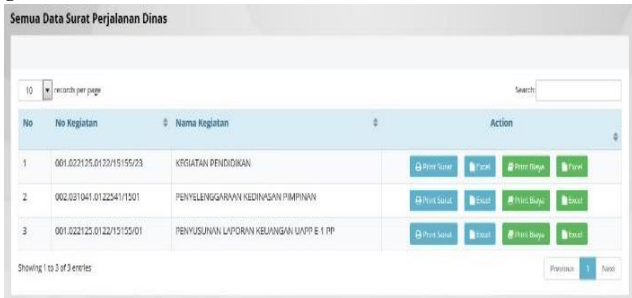 Semua Data Surat Perjalanan Dinas
10 records per page Search:
No No Kegiatan Nama Kegiatan Action
1 001.022125.0122/15155/23 KEGIATAN PENDIDIKAN Print Surat Excel Print Biaya Excel
2 002.031041.0122541/1501 PENYELENGGARAAN KEDINASAN PIMPINAN Print Surat Excel Print Biaya Excel
3 001.022125.0122/15155/01 PENYUSUNAN LAPORAN KEUANGAN UAPP E-1 PP Print Surat Excel Print Biaya Excel
Showing 1 to 3 of 3 entries Previous 1 Next